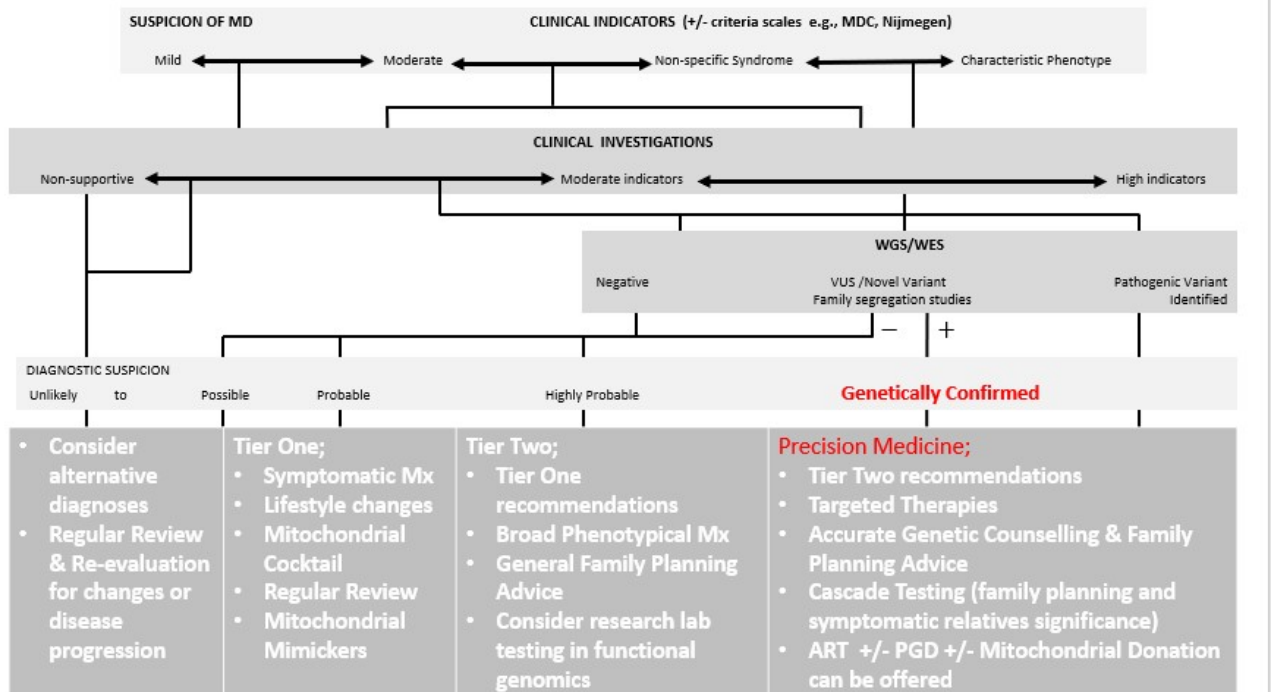 SUSPICION OF MD CLINICAL INDICATORS (+/- criteria scales e.g., MDC, Nijmegen)
Mild Moderate Non-specific Syndrome Characteristic Phenotype
CLINICAL INVESTIGATIONS
Non-supportive Moderate indicators High indicators
WGS/WES
Negative VUS /Novel Variant Pathogenic Variant
Family segregation studies Identified
− +
DIAGNOSTIC SUSPICION
Unlikely to Possible Probable Highly Probable Genetically Confirmed
• Consider
alternative
diagnoses
• Regular Review
& Re-evaluation
for changes or
disease
progression
Tier One;
• Symptomatic Mx
• Lifestyle changes
• Mitochondrial
Cocktail
• Regular Review
• Mitochondrial
Mimickers
Tier Two;
• Tier One
recommendations
• Broad Phenotypical Mx
• General Family Planning
Advice
• Consider research lab
testing in functional
genomics
Precision Medicine;
• Tier Two recommendations
• Targeted Therapies
• Accurate Genetic Counselling & Family
Planning Advice
• Cascade Testing (family planning and
symptomatic relatives significance)
• ART +/- PGD +/- Mitochondrial Donation
can be offered